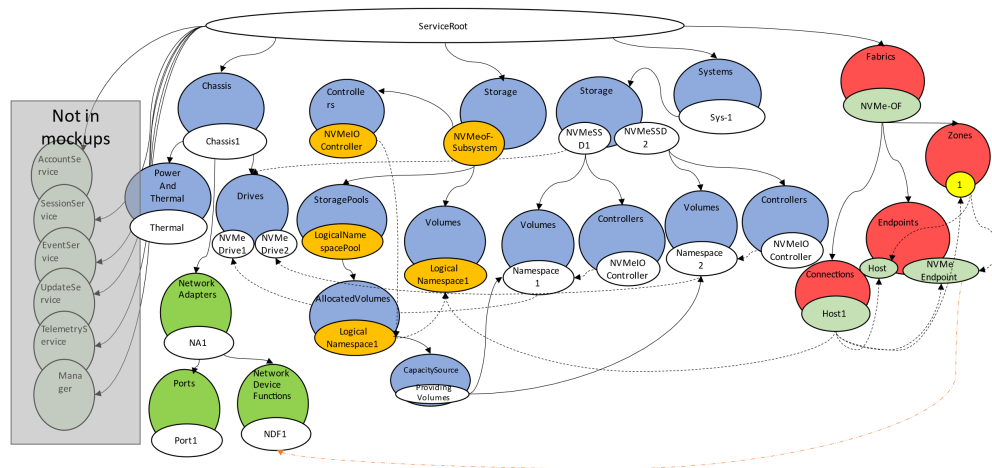 ServiceRoot
Not in
mockups
AccountSe
rvice
SessionSer
vice
EventSer
vice
UpdateSe
rvice
TelemetryS
ervice
Mana
ger
Chassis
Chassis1
Power
And
Thermal
Thermal
Drives
NVMe
Drive1
NVMe
Drive2
Network
Adapters
NA1
Ports
Port1
Network
Device
Functions
NDF1
Controlle
rs
NVMeIO
Controller
Storage
NVMeoF-
Subsystem
StoragePools
LogicalName
spacePool
AllocatedVolumes
Logical
Namespace1
Volumes
Logical
Namespace1
CapacitySource
Providing
Volumes
Storage
NVMeSS
D1
NVMeSSD
2
Systems
Sys-1
Volumes
Namespace
1
Controllers
NVMeIO
Controller
Volumes
Namespace
2
Controllers
NVMeIO
Controller
Fabrics
NVMe-OF
Zones
1
Endpoints
Host
NVMe
Endpoint
Connections
Host1